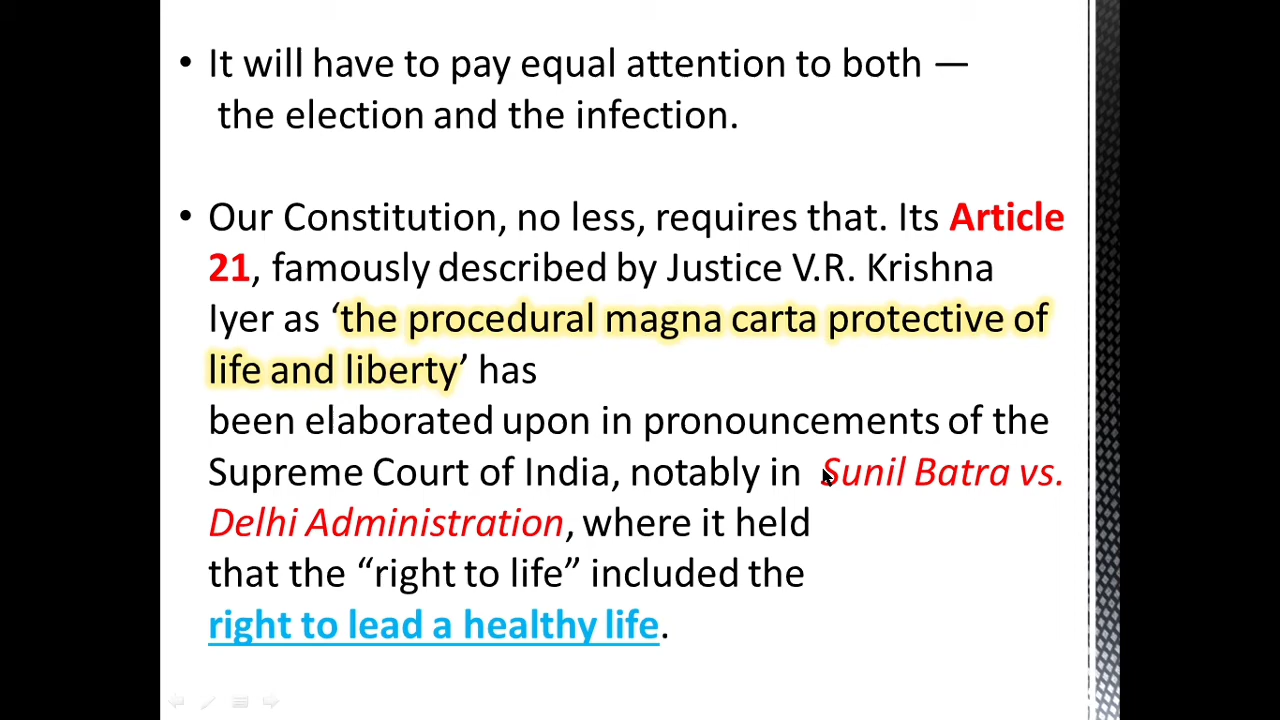 • It will have to pay equal attention to both —
the election and the infection.
• Our Constitution, no less, requires that. Its Article
21, famously described by Justice V.R. Krishna
Iyer as ‘the procedural magna carta protective of
life and liberty’ has
been elaborated upon in pronouncements of the
Supreme Court of India, notably in Sunil Batra vs.
Delhi Administration, where it held
that the “right to life” included the
right to lead a healthy life.